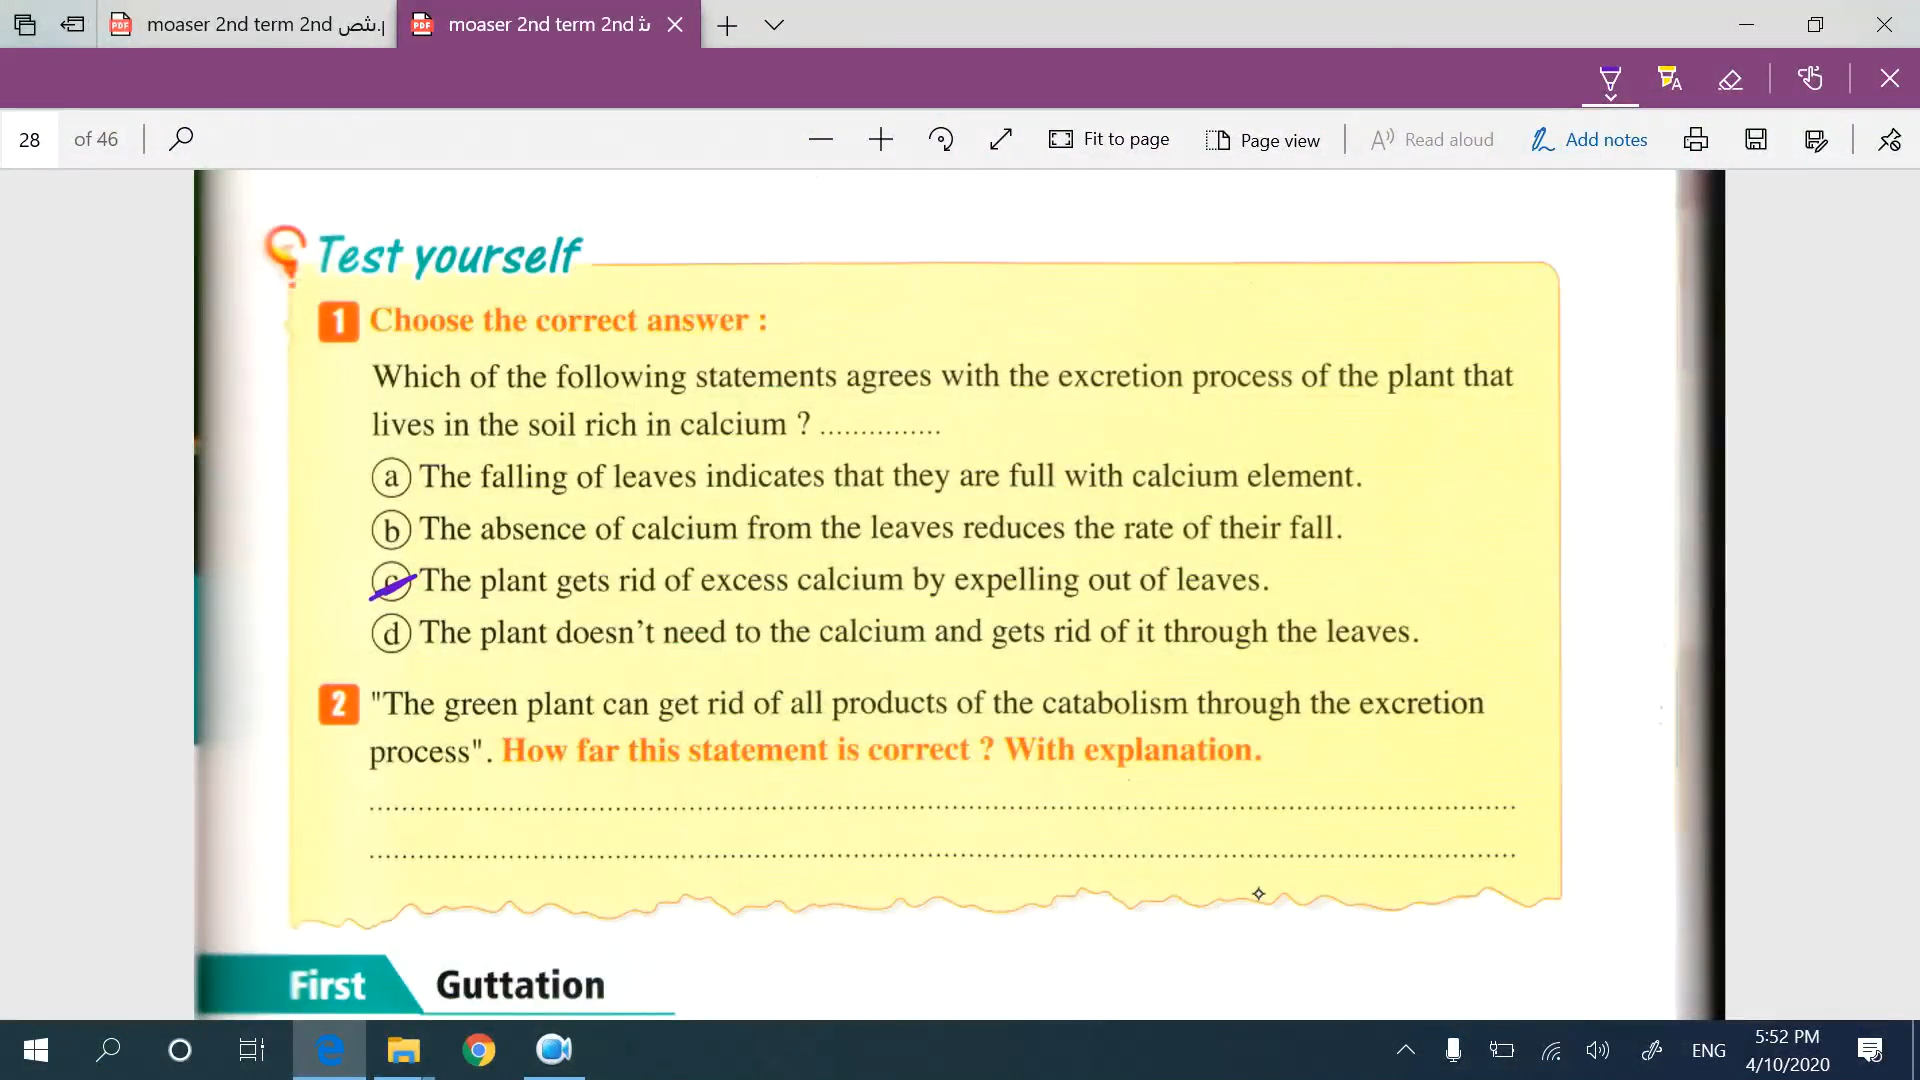 moaser 2nd term 2nd ثص.
moaser 2nd term 2nd ث
28 of 46
Fit to page
Page view
Read aloud
Add notes
Test yourself
1 Choose the correct answer :
Which of the following statements agrees with the excretion process of the plant that
lives in the soil rich in calcium ? ...............
a The falling of leaves indicates that they are full with calcium element.
b The absence of calcium from the leaves reduces the rate of their fall.
c The plant gets rid of excess calcium by expelling out of leaves.
d The plant doesn't need to the calcium and gets rid of it through the leaves.
2 "The green plant can get rid of all products of the catabolism through the excretion
process". How far this statement is correct ? With explanation.
First Guttation
ENG
5:52 PM
4/10/2020